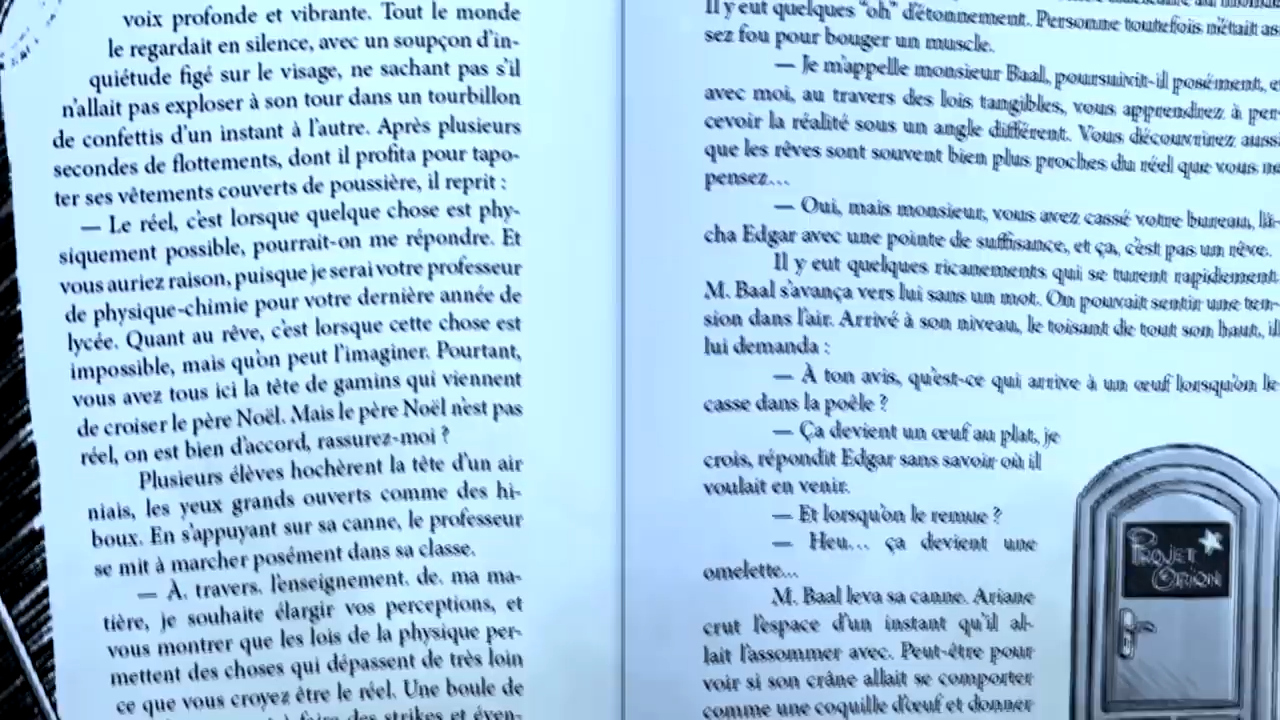 voix profonde et vibrante. Tout le monde
le regardait en silence, avec un soupçon d'in-
quiétude figé sur le visage, ne sachant pas s'il
n'allait pas exploser à son tour dans un tourbillon
de confettis d'un instant à l'autre. Après plusieurs
secondes de flottements, dont il profita pour tapo-
ter ses vêtements couverts de poussière, il reprit :
— Le réel, c'est lorsque quelque chose est phy-
siquement possible, pourrait-on me répondre. Et
vous auriez raison, puisque je serai votre professeur
de physique-chimie pour votre dernière année de
lycée. Quant au rêve, c'est lorsque cette chose est
impossible, mais qu'on peut l'imaginer. Pourtant,
vous avez tous ici la tête de gamins qui viennent
de croiser le père Noël. Mais le père Noël n'est pas
réel, on est bien d'accord, rassurez-moi ?
Plusieurs élèves hochèrent la tête d'un air
niais, les yeux grands ouverts comme des hi-
boux. En s'appuyant sur sa canne, le professeur
se mit à marcher posément dans sa classe.
— À travers l'enseignement de ma ma-
tière, je souhaite élargir vos perceptions, et
vous montrer que les lois de la physique per-
mettent des choses qui dépassent de très loin
ce que vous croyez être le réel. Une boule de
faire des strikes et éven-
Il y eut quelques "oh" d'étonnement. Personne toutefois n'était as-
sez fou pour bouger un muscle.
— Je m'appelle monsieur Baal, poursuivit-il posément, et
avec moi, au travers des lois tangibles, vous apprendrez à per-
cevoir la réalité sous un angle différent. Vous découvrirez aussi
que les rêves sont souvent bien plus proches du réel que vous ne
pensez...
— Oui, mais monsieur, vous avez cassé votre bureau, lâ-
cha Edgar avec une pointe de suffisance, et ça, c'est pas un rêve.
Il y eut quelques ricanements qui se turent rapidement.
M. Baal s'avança vers lui sans un mot. On pouvait sentir une ten-
sion dans l'air. Arrivé à son niveau, le toisant de tout son haut, il
lui demanda :
— À ton avis, qu'est-ce qui arrive à un œuf lorsqu'on le
casse dans la poêle ?
— Ça devient un œuf au plat, je
crois, répondit Edgar sans savoir où il
voulait en venir.
— Et lorsqu'on le remue ?
— Heu... ça devient une
omelette...
M. Baal leva sa canne. Ariane
crut l'espace d'un instant qu'il al-
lait l'assommer avec. Peut-être pour
voir si son crâne allait se comporter
comme une coquille d'œuf et donner
PROJET
ORION